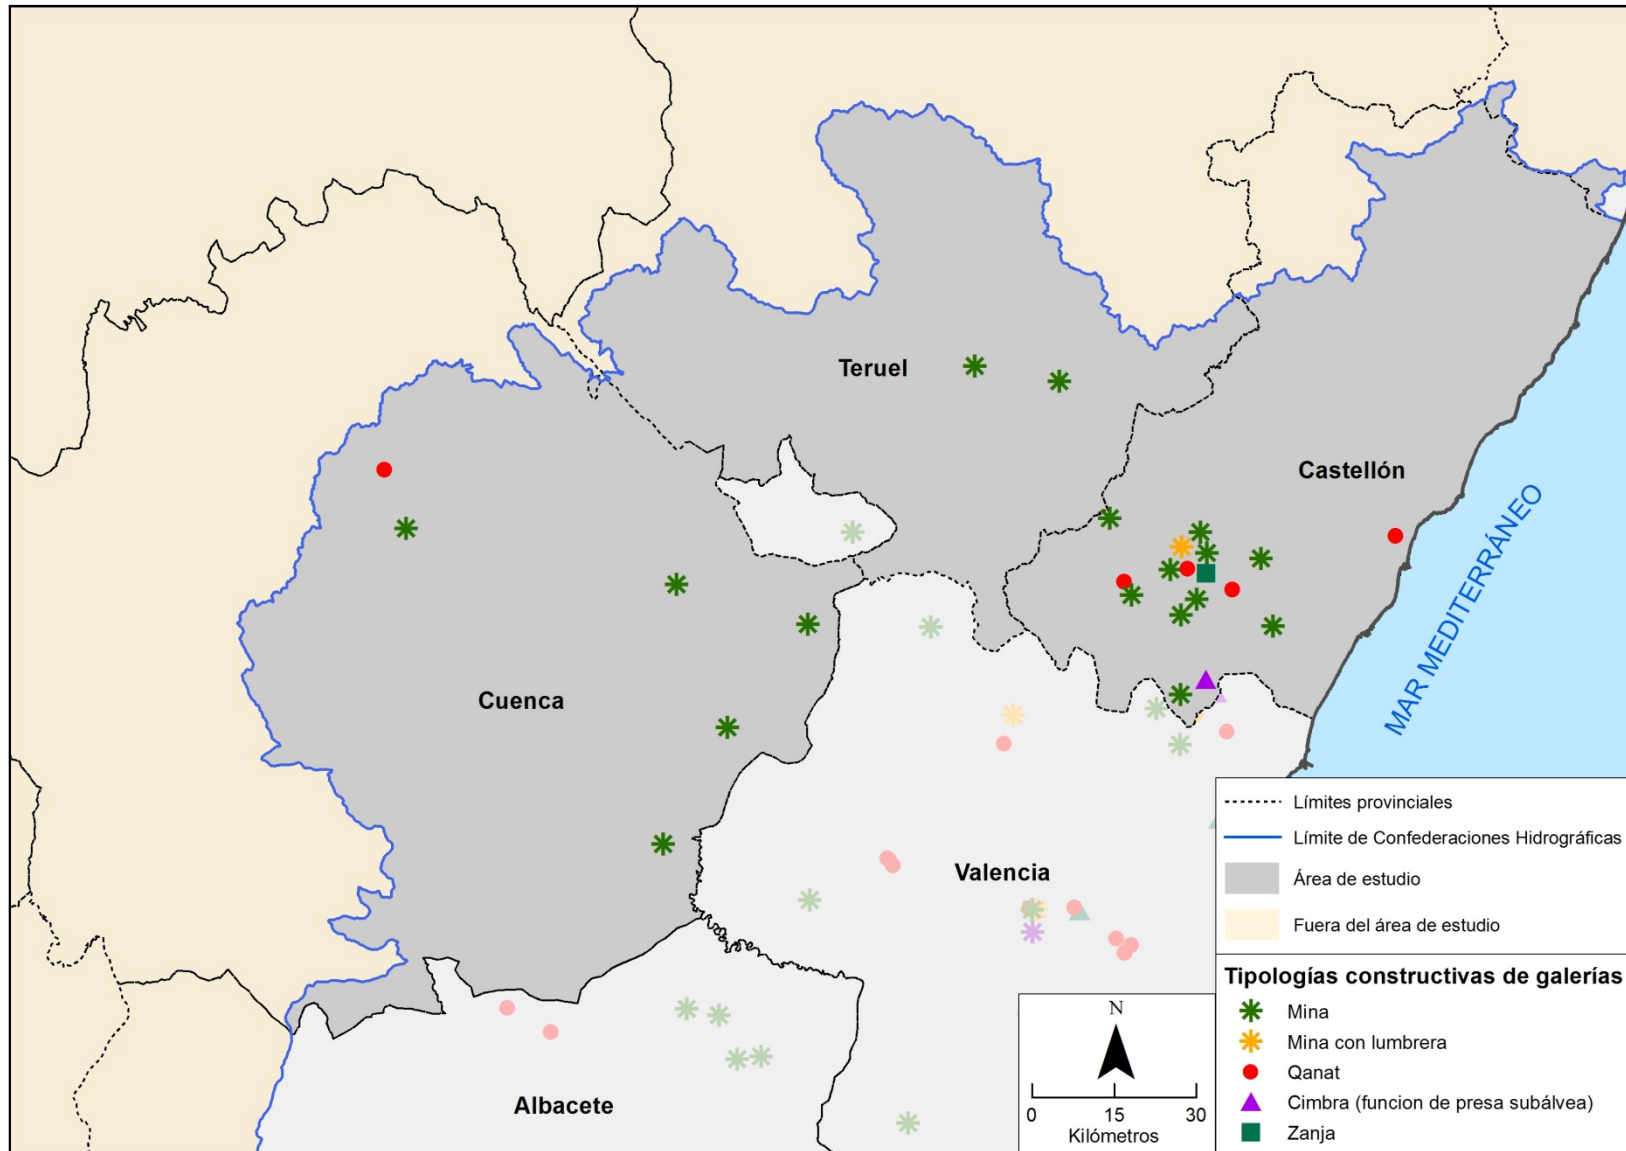 Teruel
Castellón
Cuenca
MAR MEDITERRÁNEO
Valencia
Albacete
Límites provinciales
Límite de Confederaciones Hidrográficas
Área de estudio
Fuera del área de estudio
Tipologías constructivas de galerías
Mina
Mina con lumbrera
Qanat
Cimbra (funcion de presa subálvea)
Zanja
N
0 15 30
Kilómetros